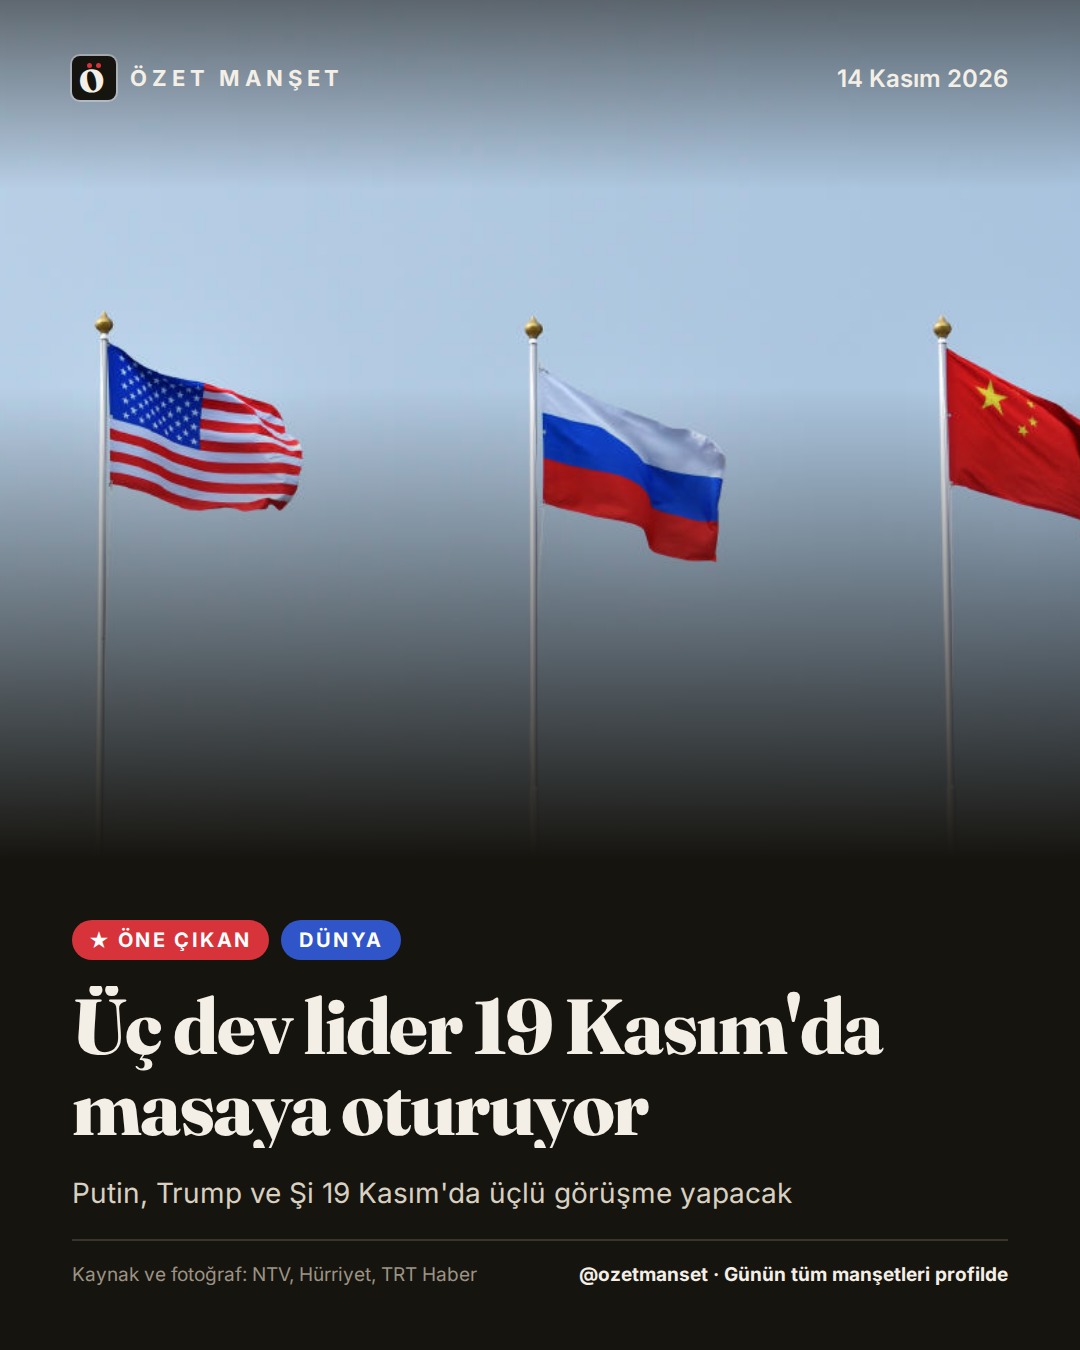 ö ÖZET MANŞET
14 Kasım 2026
★ ÖNE ÇIKAN
DÜNYA
Üç dev lider 19 Kasım'da
masaya oturuyor
Putin, Trump ve Şi 19 Kasım'da üçlü görüşme yapacak
Kaynak ve fotoğraf: NTV, Hürriyet, TRT Haber
@ozetmanset · Günün tüm manşetleri profilde